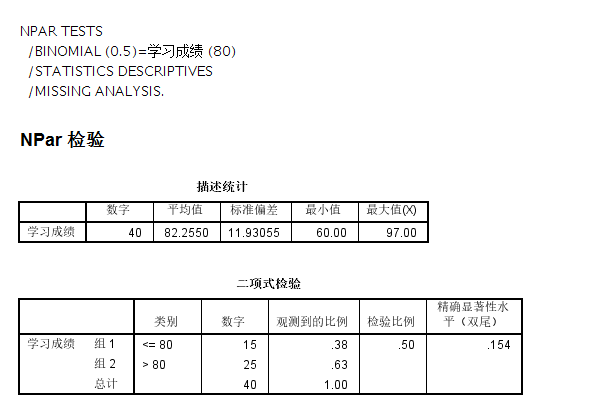 NPAR TESTS
/BINOMIAL (0.5)=学习成绩 (80)
/STATISTICS DESCRIPTIVES
/MISSING ANALYSIS.
NPar 检验
描述统计
数字 平均值 标准偏差 最小值 最大值(X)
学习成绩 40 82.2550 11.93055 60.00 97.00
二项式检验
类别 数字 观测到的比例 检验比例 精确显著性水
平（双尾）
学习成绩 组 1 <= 80 15 .38 .50 .154
组 2 > 80 25 .63
总计 40 1.00